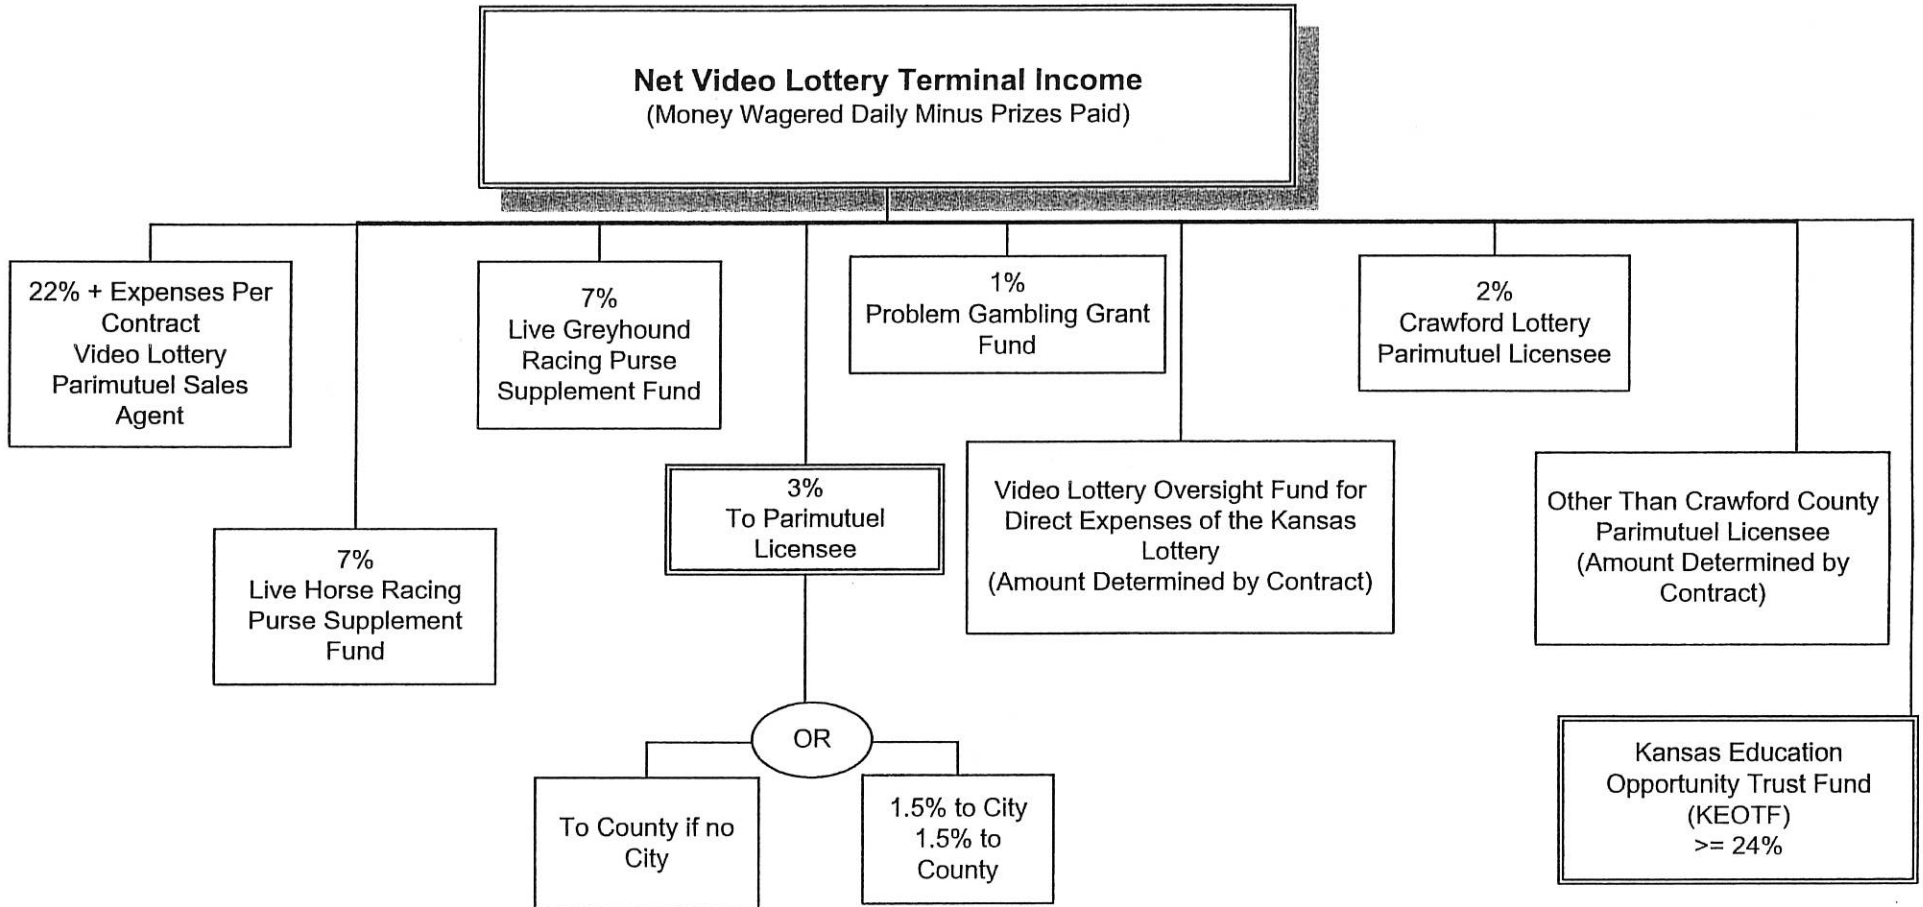 Net Video Lottery Terminal Income
(Money Wagered Daily Minus Prizes Paid)
22% + Expenses Per
Contract
Video Lottery
Parimutuel Sales
Agent
7%
Live Greyhound
Racing Purse
Supplement Fund
1%
Problem Gambling Grant
Fund
2%
Crawford Lottery
Parimutuel Licensee
7%
Live Horse Racing
Purse Supplement
Fund
3%
To Parimutuel
Licensee
Video Lottery Oversight Fund for
Direct Expenses of the Kansas
Lottery
(Amount Determined by Contract)
Other Than Crawford County
Parimutuel Licensee
(Amount Determined by
Contract)
OR
To County if no
City
1.5% to City
1.5% to
County
Kansas Education
Opportunity Trust Fund
(KEOTF)
>= 24%